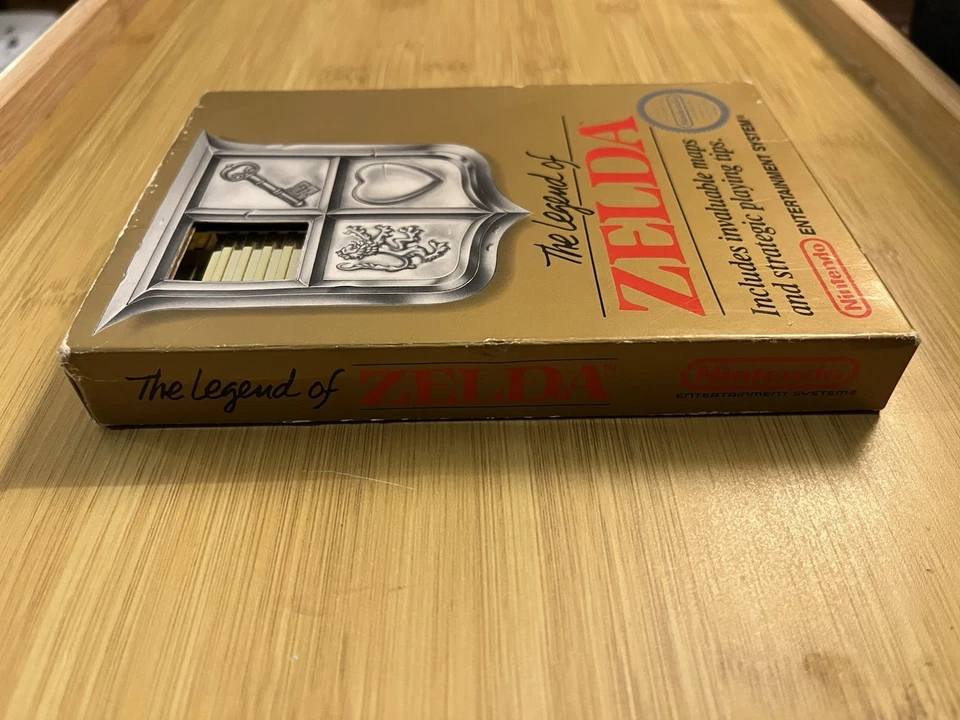 The Legend of
ZELDA
Includes invaluable maps
and strategic playing tips.
Nintendo
ENTERTAINMENT SYSTEM®
The Legend of ZELDA™
Nintendo®
ENTERTAINMENT SYSTEM®